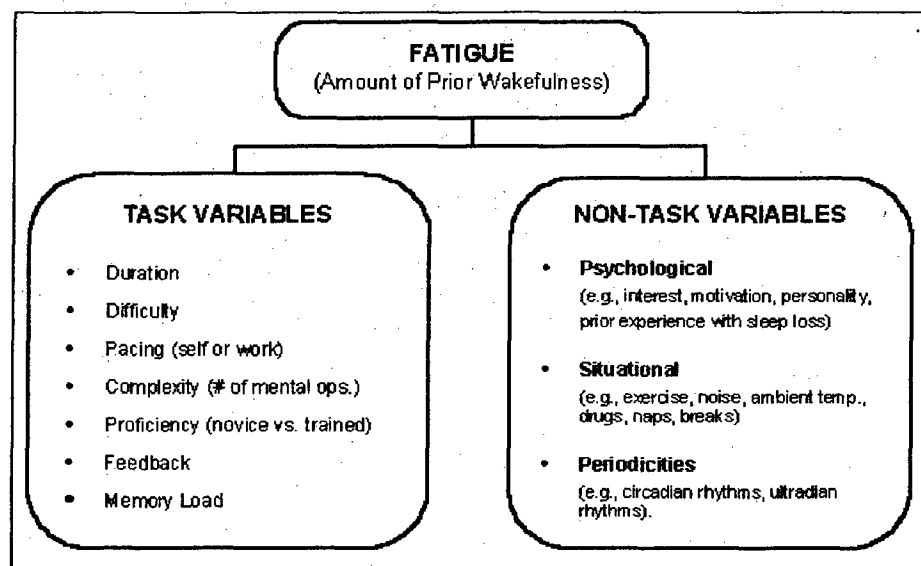 FATIGUE
(Amount of Prior Wakefulness)
TASK VARIABLES
• Duration
• Difficulty
• Pacing (self or work)
• Complexity (# of mental ops.)
• Proficiency (novice vs. trained)
• Feedback
• Memory Load
NON-TASK VARIABLES
• Psychological
(e.g., interest, motivation, personality,
prior experience with sleep loss)
• Situational
(e.g., exercise, noise, ambient temp.,
drugs, naps, breaks)
• Periodicities
(e.g., circadian rhythms, ultradian
rhythms).